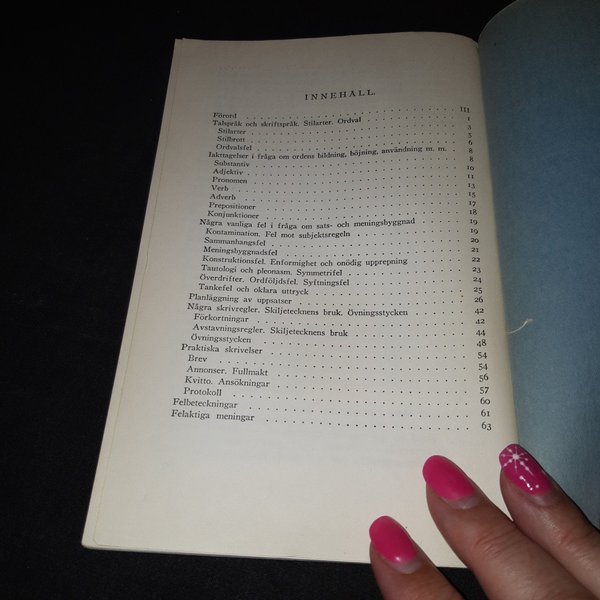 INNEHALL.
Förord . . . III
Talspråk och skriftspråk. Stilarter. Ordval . . . 1
Stilarter . . . 3
Stilbrott . . . 5
Ordvalsfel . . . 6
Iakttagelser i fråga om ordens bildning, böjning, användning m. m. . . . 8
Substantiv . . . 8
Adjektiv . . . 10
Pronomen . . . 11
Verb . . . 13
Adverb . . . 15
Prepositioner . . . 17
Konjunktioner . . . 18
Några vanliga fel i fråga om sats- och meningsbyggnad . . . 19
Kontamination. Fel mot subjektsregeln . . . 19
Sammanhangsfel . . . 20
Meningsbyggnadsfel . . . 21
Konstruktionsfel. Enformighet och onödig upprepning . . . 22
Tautologi och pleonasm. Symmetrifel . . . 23
Överdrifter. Ordföljdsfel. Syftningsfel . . . 24
Tankefel och oklara uttryck . . . 25
Planläggning av uppsatser . . . 26
Några skrivregler. Skiljetecknens bruk. Övningsstycken . . . 42
Förkortningar . . . 42
Avstavningsregler. Skiljetecknens bruk . . . 44
Övningsstycken . . . 48
Praktiska skrivelser . . . 54
Brev . . . 54
Annonser. Fullmakt . . . 56
Kvitto. Ansökningar . . . 57
Protokoll . . . 60
Felbeteckningar . . . 61
Felaktiga meningar . . . 63